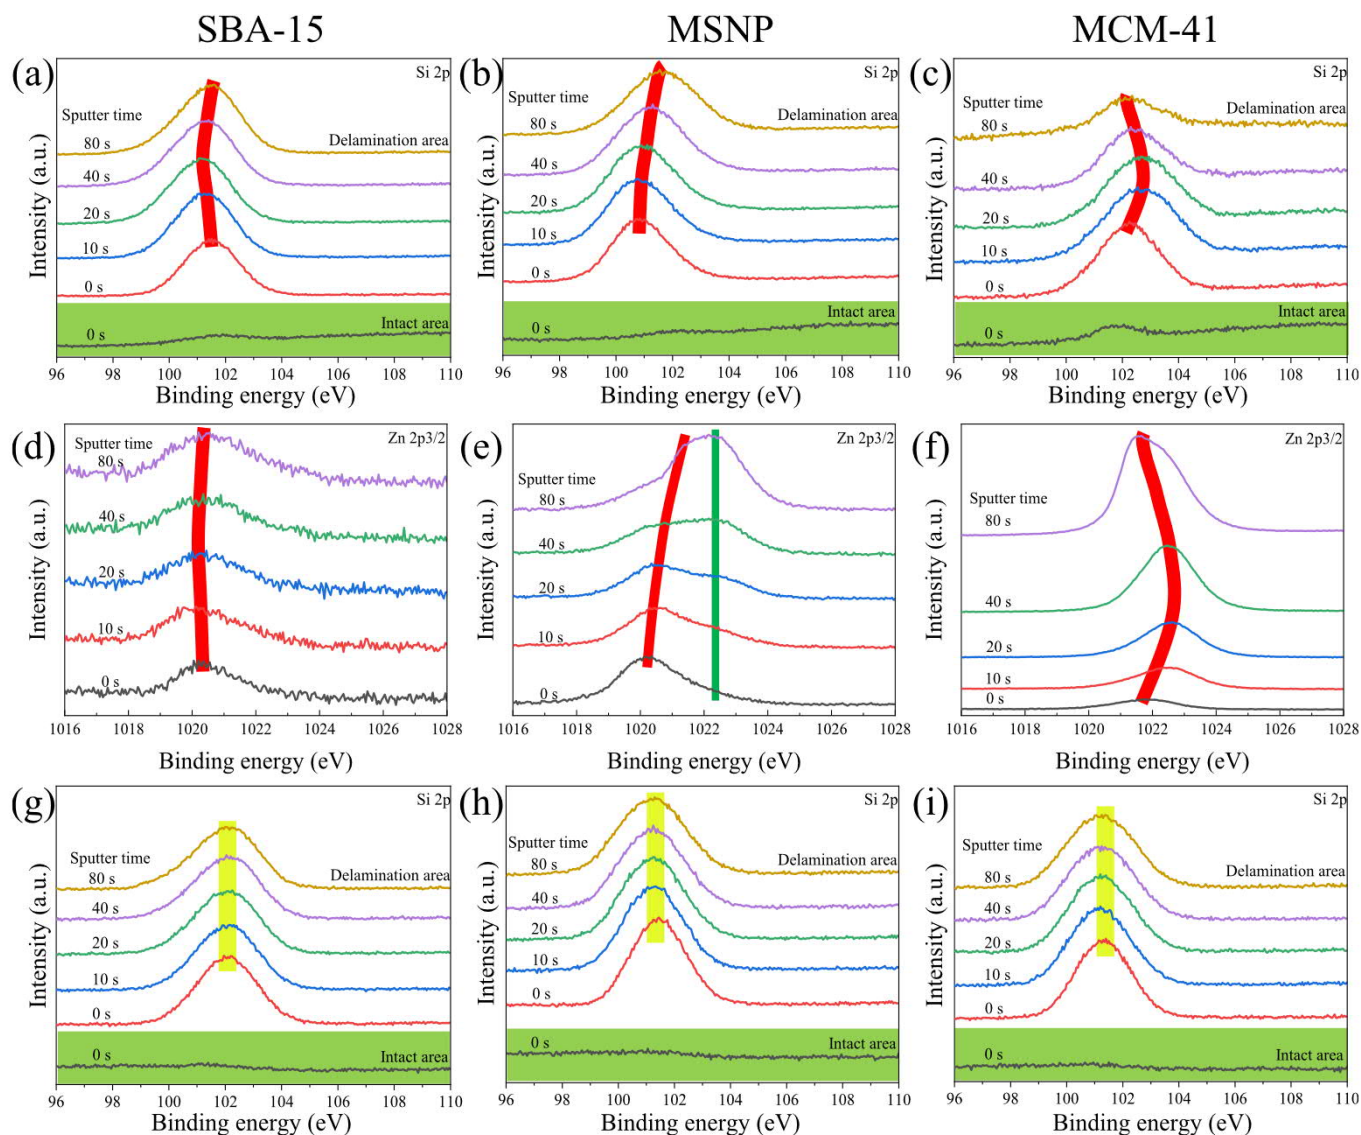 SBA-15 MSNP MCM-41
(a) Si 2p
Sputter time
80 s Delamination area
40 s
20 s
10 s
0 s
Intact area
0 s
96 98 100 102 104 106 108 110
Binding energy (eV)
Intensity (a.u.)
(b) Si 2p
Sputter time
80 s Delamination area
40 s
20 s
10 s
0 s
Intact area
0 s
96 98 100 102 104 106 108 110
Binding energy (eV)
Intensity (a.u.)
(c) Si 2p
Sputter time
Delamination area
80 s
40 s
20 s
10 s
0 s
Intact area
0 s
96 98 100 102 104 106 108 110
Binding energy (eV)
Intensity (a.u.)
(d) Zn 2p3/2
Sputter time
80 s
40 s
20 s
10 s
0 s
1016 1018 1020 1022 1024 1026 1028
Binding energy (eV)
Intensity (a.u.)
(e) Zn 2p3/2
Sputter time
80 s
40 s
20 s
10 s
0 s
1016 1018 1020 1022 1024 1026 1028
Binding energy (eV)
Intensity (a.u.)
(f) Zn 2p3/2
Sputter time
80 s
40 s
20 s
10 s
0 s
1016 1018 1020 1022 1024 1026 1028
Binding energy (eV)
Intensity (a.u.)
(g) Si 2p
Sputter time
80 s Delamination area
40 s
20 s
10 s
0 s
0 s Intact area
96 98 100 102 104 106 108 110
Binding energy (eV)
Intensity (a.u.)
(h) Si 2p
Sputter time
80 s Delamination area
40 s
20 s
10 s
0 s
0 s Intact area
96 98 100 102 104 106 108 110
Binding energy (eV)
Intensity (a.u.)
(i) Si 2p
Sputter time
80 s Delamination area
40 s
20 s
10 s
0 s
0 s Intact area
96 98 100 102 104 106 108 110
Binding energy (eV)
Intensity (a.u.)